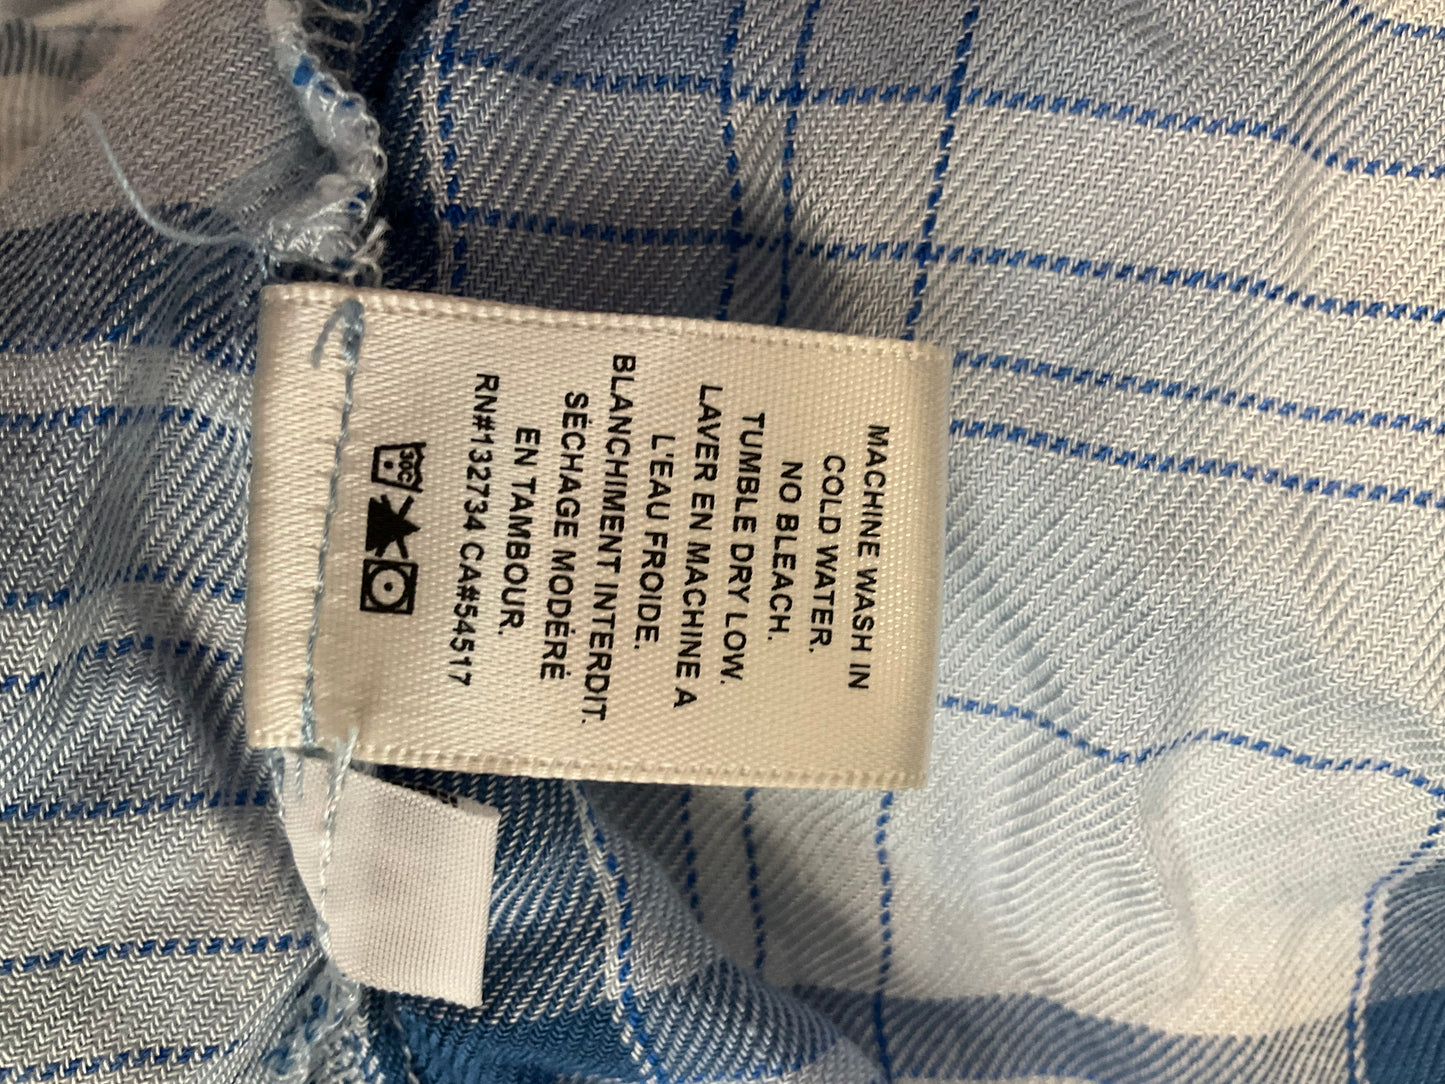 MACHINE WASH IN
COLD WATER.
NO BLEACH.
TUMBLE DRY LOW.
LAVER EN MACHINE A
L'EAU FROIDE.
BLANCHIMENT INTERDIT.
SÉCHAGE MODÉRÉ
EN TAMBOUR.
RN#132734 CA#54517
30C